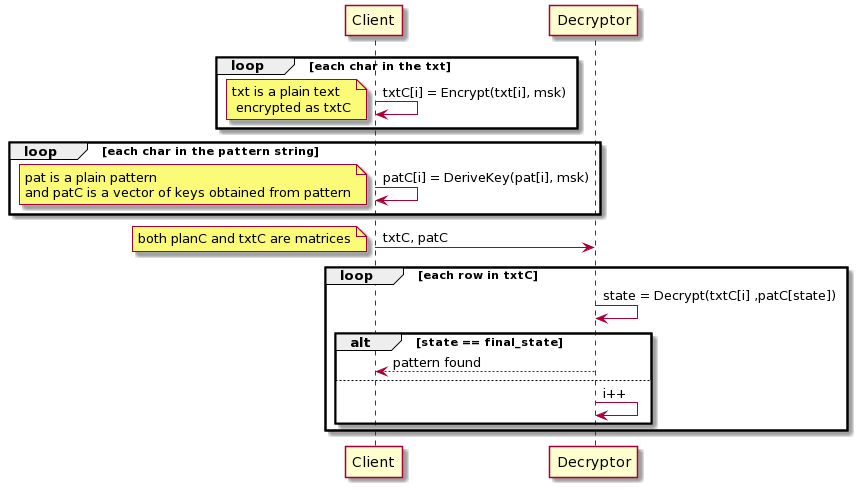 Client
Decryptor
loop
[each char in the txt]
txt is a plain text
encrypted as txtC
txtC[i] = Encrypt(txt[i], msk)
loop
[each char in the pattern string]
pat is a plain pattern
and patC is a vector of keys obtained from pattern
patC[i] = DeriveKey(pat[i], msk)
both planC and txtC are matrices
txtC, patC
loop
[each row in txtC]
state = Decrypt(txtC[i] ,patC[state])
alt
[state == final_state]
pattern found
i++
Client
Decryptor